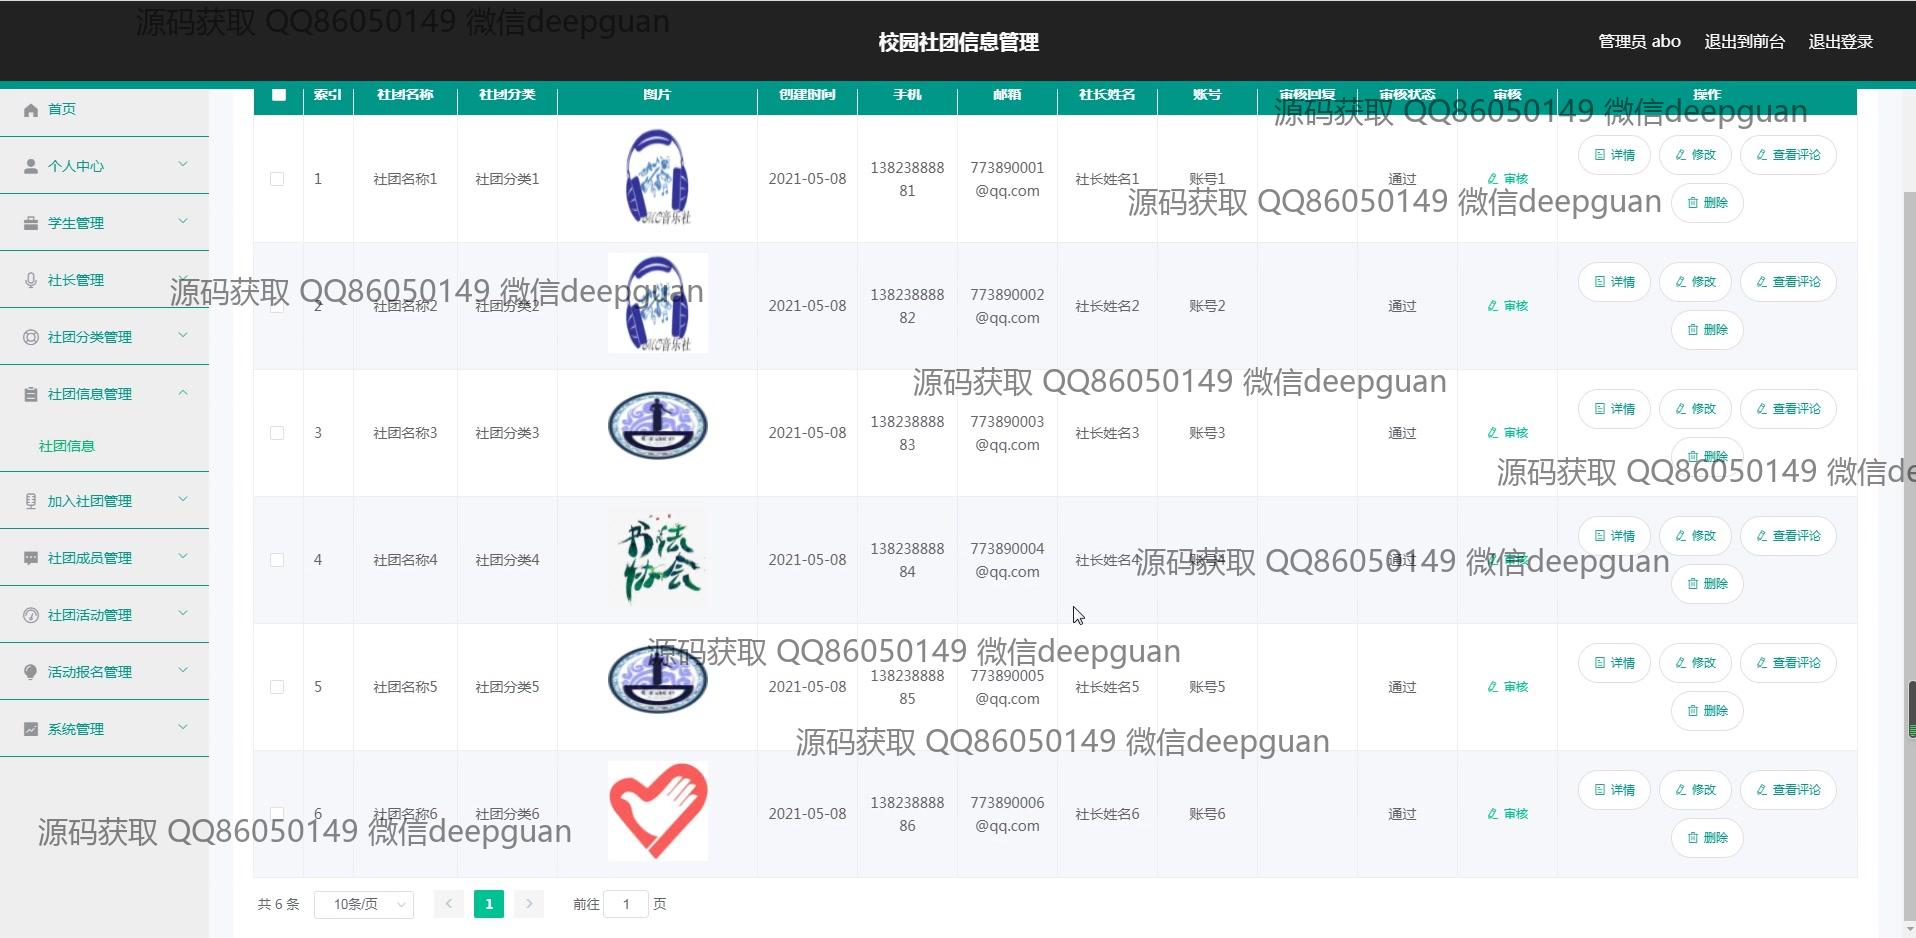 源码获取 QQ86050149 微信deepguan
校园社团信息管理
管理员 abo 退出到前台 退出登录
首页
个人中心
学生管理
社长管理
社团分类管理
社团信息管理
社团信息
加入社团管理
社团成员管理
社团活动管理
活动报名管理
系统管理
索引 社团名称 社团分类 图片 创建时间 手机 邮箱 社长姓名 账号 审核回复 审核状态 审核 操作
源码获取 QQ86050149 微信deepguan
1 社团名称1 社团分类1 音乐社 2021-05-08 13823888881 773890001@qq.com 社长姓名1 账号1 通过 审核 详情 修改 查看评论 删除
源码获取 QQ86050149 微信deepguan
源码获取 QQ86050149 微信deepguan
2 社团名称2 社团分类2 音乐社 2021-05-08 13823888882 773890002@qq.com 社长姓名2 账号2 通过 审核 详情 修改 查看评论 删除
源码获取 QQ86050149 微信deepguan
3 社团名称3 社团分类3 2021-05-08 13823888883 773890003@qq.com 社长姓名3 账号3 通过 审核 详情 修改 查看评论 删除
源码获取 QQ86050149 微信de
4 社团名称4 社团分类4 书法协会 2021-05-08 13823888884 773890004@qq.com 社长姓名4 账号4 通过 审核 详情 修改 查看评论 删除
源码获取 QQ86050149 微信deepguan
源码获取 QQ86050149 微信deepguan
5 社团名称5 社团分类5 2021-05-08 13823888885 773890005@qq.com 社长姓名5 账号5 通过 审核 详情 修改 查看评论 删除
源码获取 QQ86050149 微信deepguan
6 社团名称6 社团分类6 2021-05-08 13823888886 773890006@qq.com 社长姓名6 账号6 通过 审核 详情 修改 查看评论 删除
源码获取 QQ86050149 微信deepguan
共 6 条 10条/页 1 前往 1 页